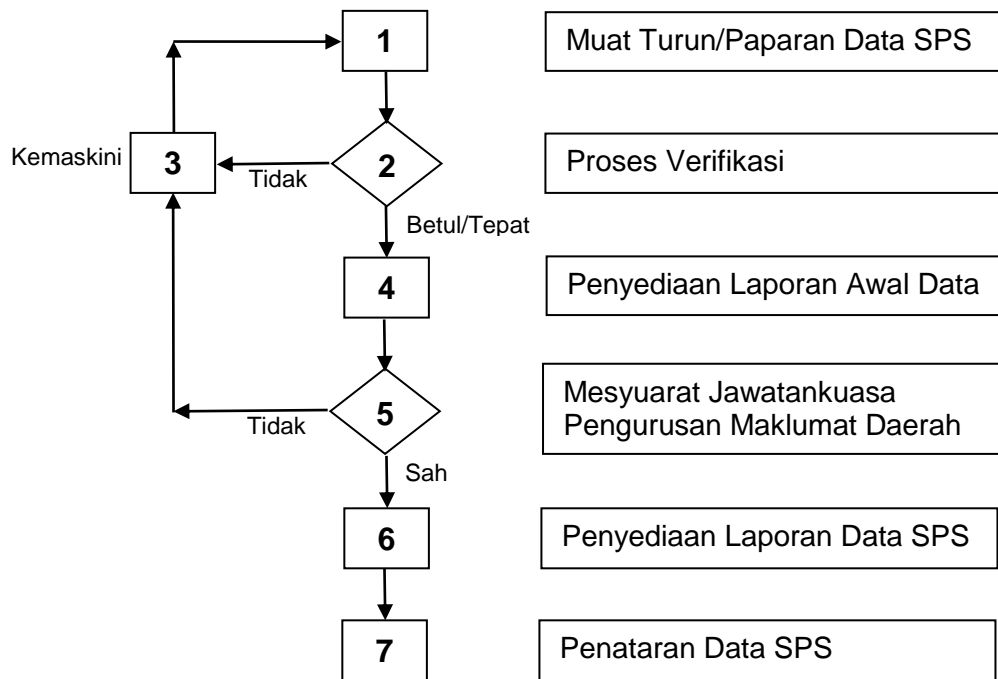 1
Muat Turun/Paparan Data SPS
Kemaskini
3
Tidak
2
Proses Verifikasi
Betul/Tepat
4
Penyediaan Laporan Awal Data
Tidak
5
Mesyuarat Jawatankuasa
Pengurusan Maklumat Daerah
Sah
6
Penyediaan Laporan Data SPS
7
Penataran Data SPS